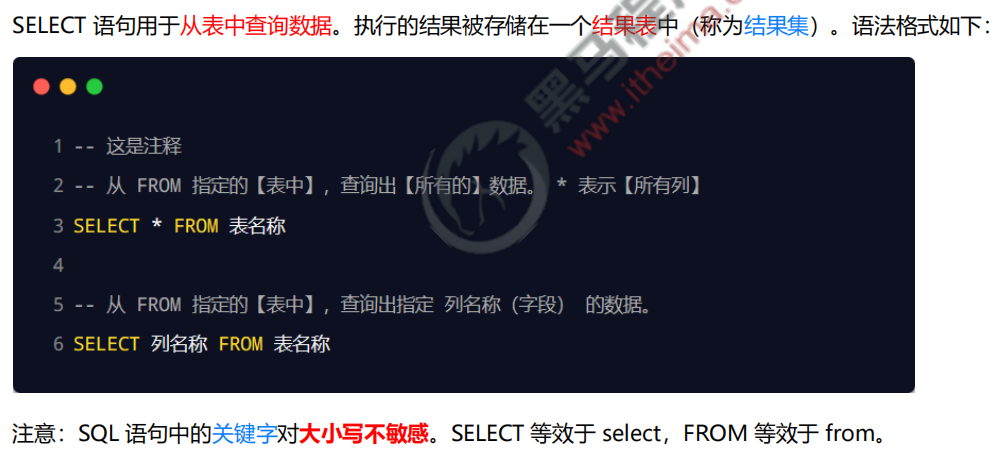 SELECT 语句用于从表中查询数据。执行的结果被存储在一个结果表中（称为结果集）。语法格式如下：
1 -- 这是注释
2 -- 从 FROM 指定的【表中】，查询出【所有的】数据。 * 表示【所有列】
3 SELECT * FROM 表名称
4
5 -- 从 FROM 指定的【表中】，查询出指定 列名称（字段） 的数据。
6 SELECT 列名称 FROM 表名称
注意：SQL 语句中的关键字对大小写不敏感。SELECT 等效于 select，FROM 等效于 from。
黑马程
www.itheima.c